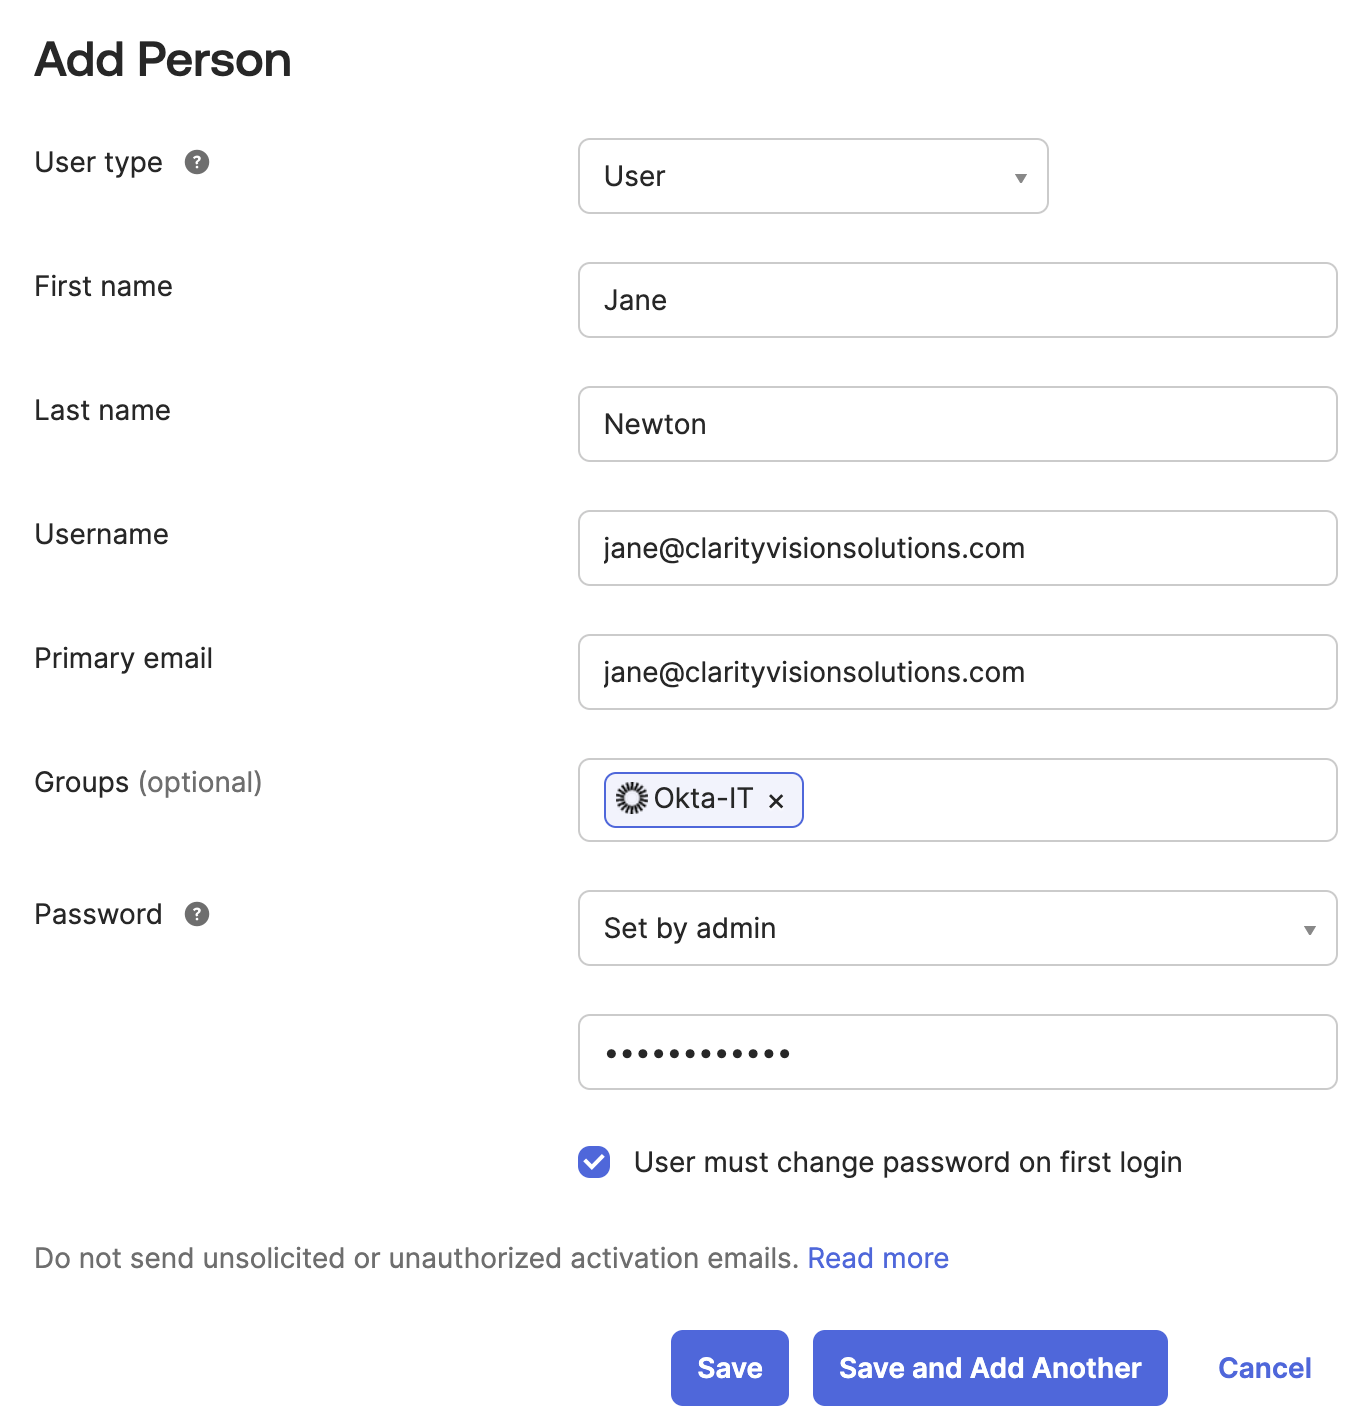 Add Person
User type ?
User
First name
Jane
Last name
Newton
Username
jane@clarityvisionsolutions.com
Primary email
jane@clarityvisionsolutions.com
Groups (optional)
Okta-IT ×
Password ?
Set by admin
••••••••••••
User must change password on first login
Do not send unsolicited or unauthorized activation emails. Read more
Save
Save and Add Another
Cancel